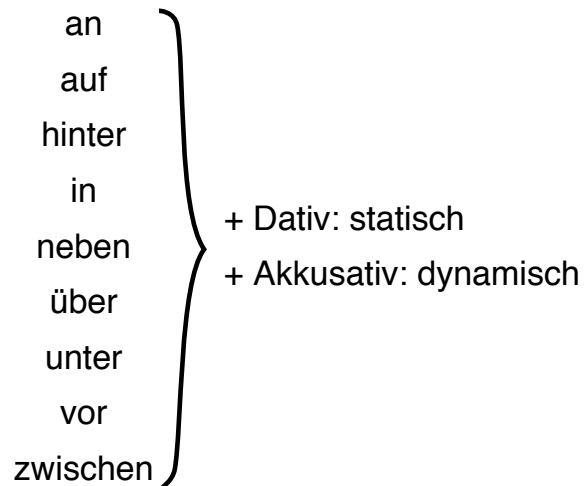 an
auf
hinter
in
neben
über
unter
vor
zwischen
+ Dativ: statisch
+ Akkusativ: dynamisch